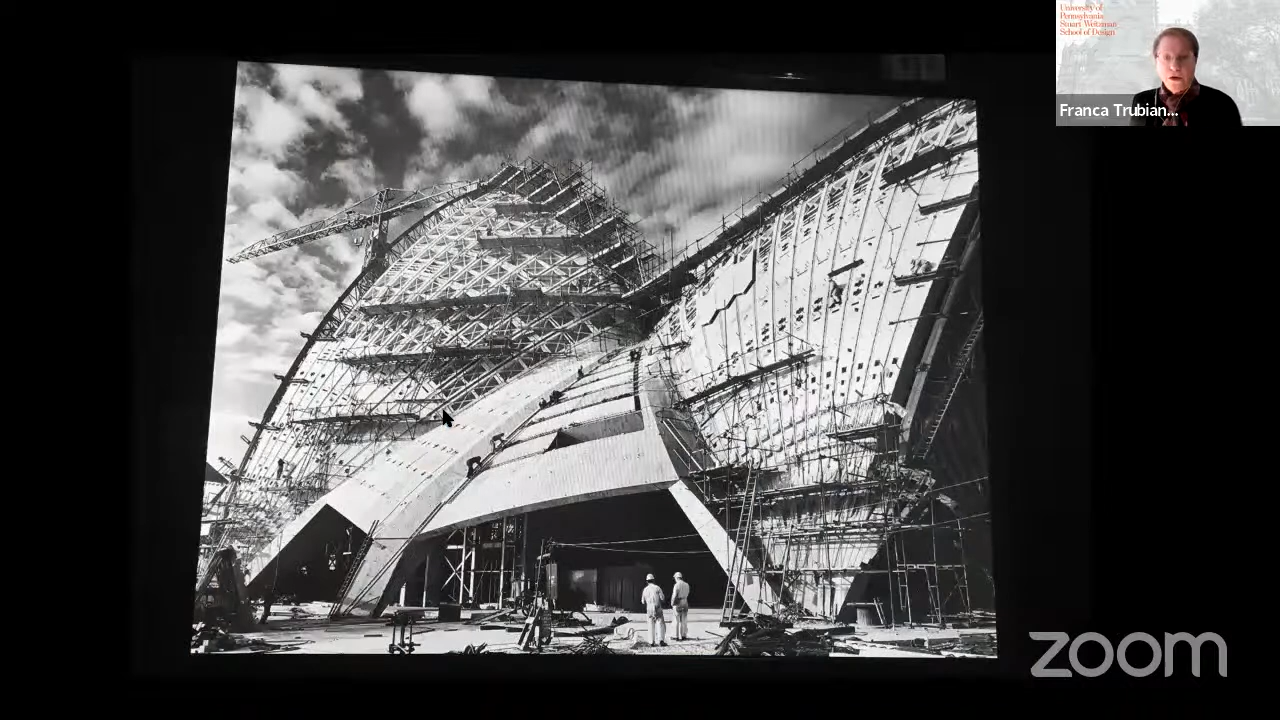 University of
Pennsylvania
Stuart Weitzman
School of Design
Franca Trubian...
zoom